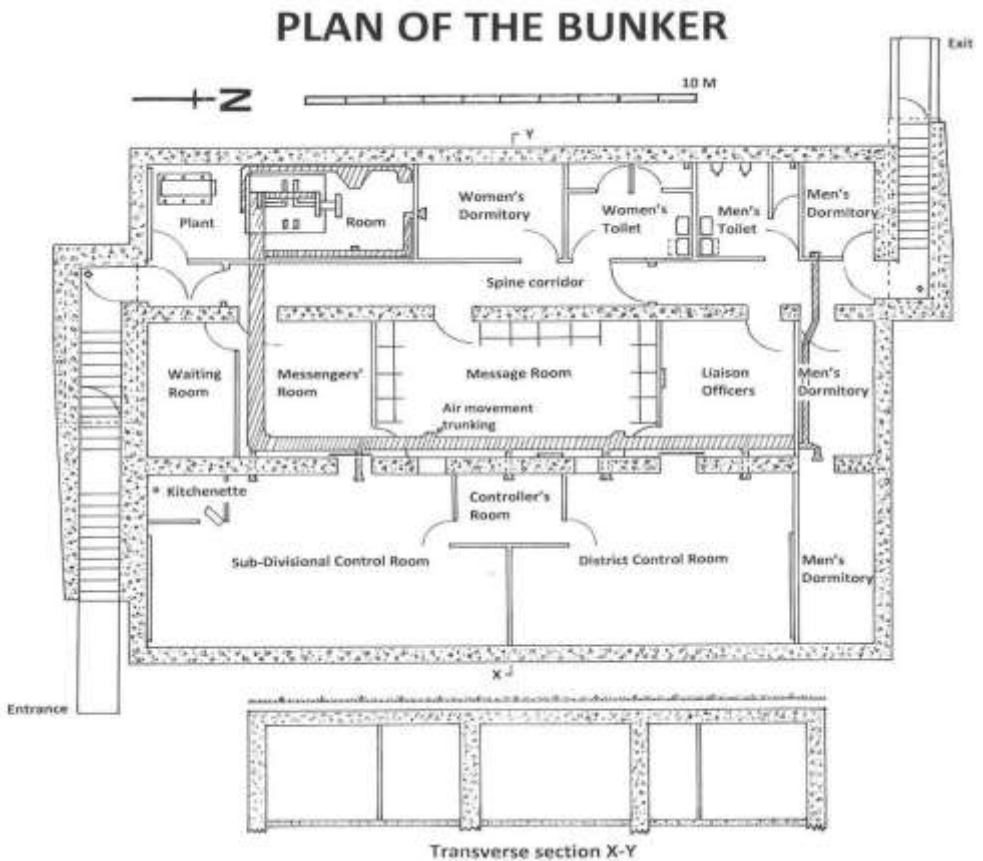 PLAN OF THE BUNKER
Exit
N
10 M
Y
Plant
Room
Women's
Dormitory
Women's
Toilet
Men's
Toilet
Men's
Dormitory
Spine corridor
Waiting
Room
Messengers'
Room
Message Room
Liaison
Officers
Men's
Dormitory
Air movement
trunking
Kitchenette
Controller's
Room
Sub-Divisional Control Room
District Control Room
Men's
Dormitory
X
Entrance
Transverse section X-Y